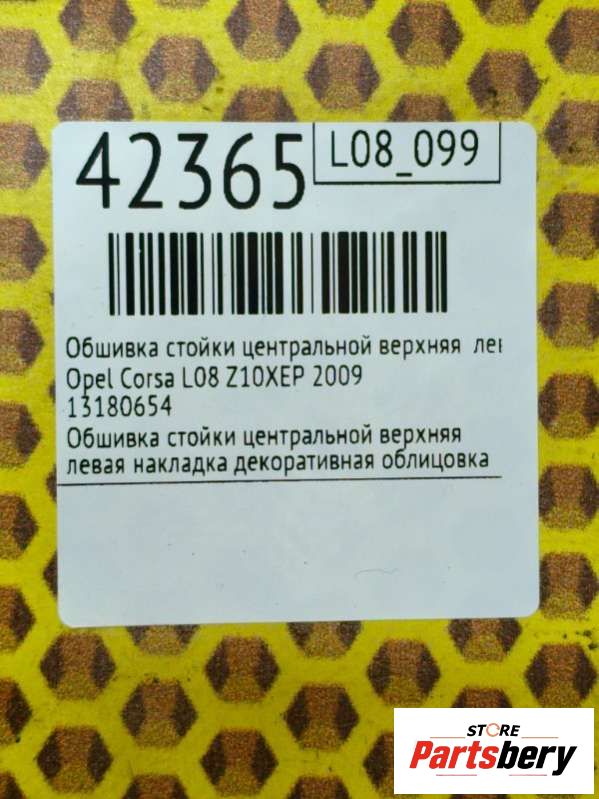 42365
L08_099
Обшивка стойки центральной верхняя
Opel Corsa L08 Z10XEP 2009
13180654
Обшивка стойки центральной верхняя
левая накладка декоративная облицовка
STORE
Partsbery